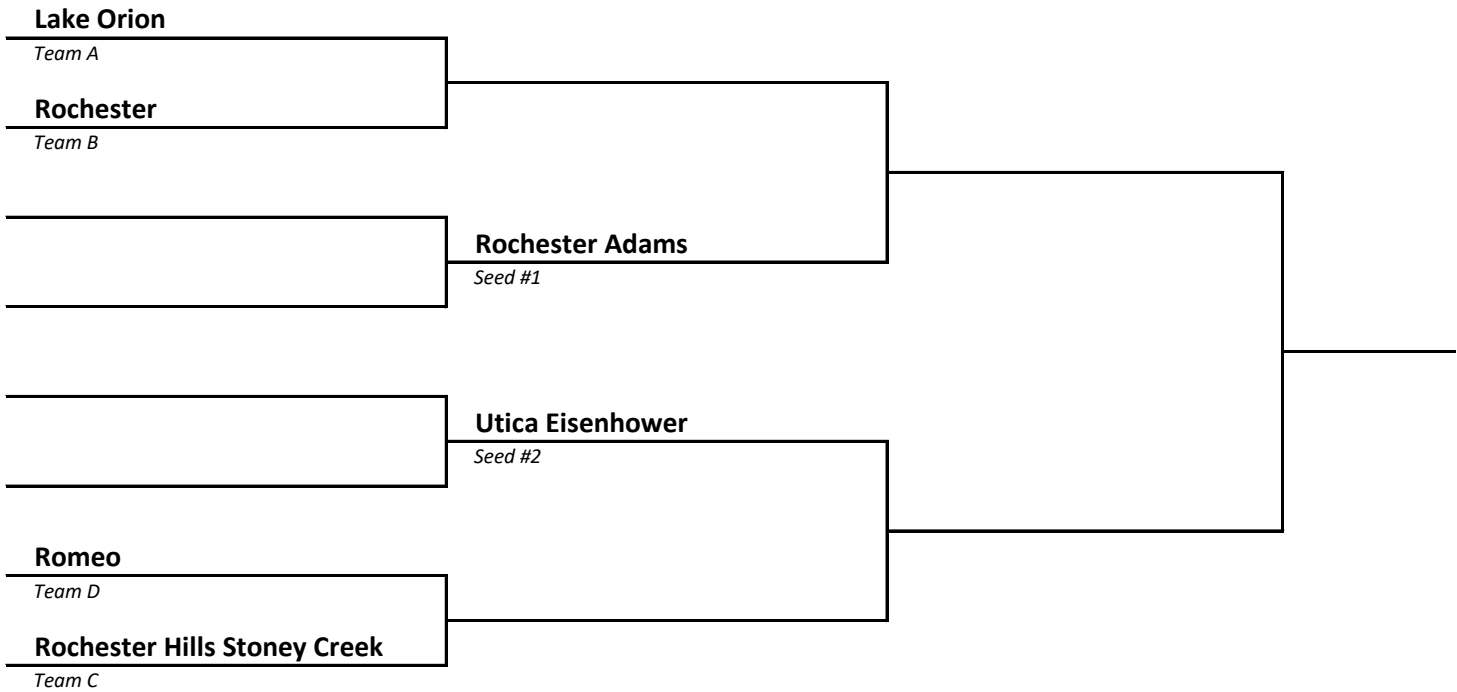 Lake Orion
Team A
Rochester
Team B
Rochester Adams
Seed #1
Utica Eisenhower
Seed #2
Romeo
Team D
Rochester Hills Stoney Creek
Team C